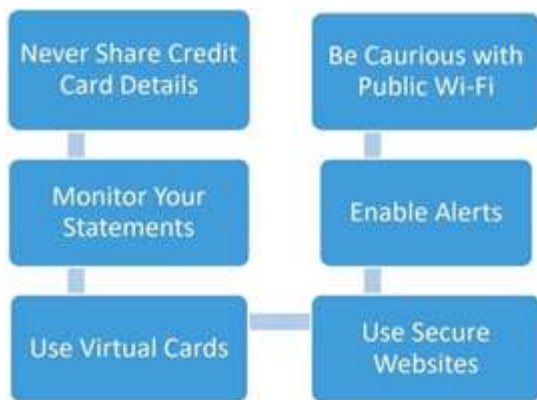 Never Share Credit
Card Details
Monitor Your
Statements
Use Virtual Cards
Use Secure
Websites
Enable Alerts
Be Caurious with
Public Wi-Fi